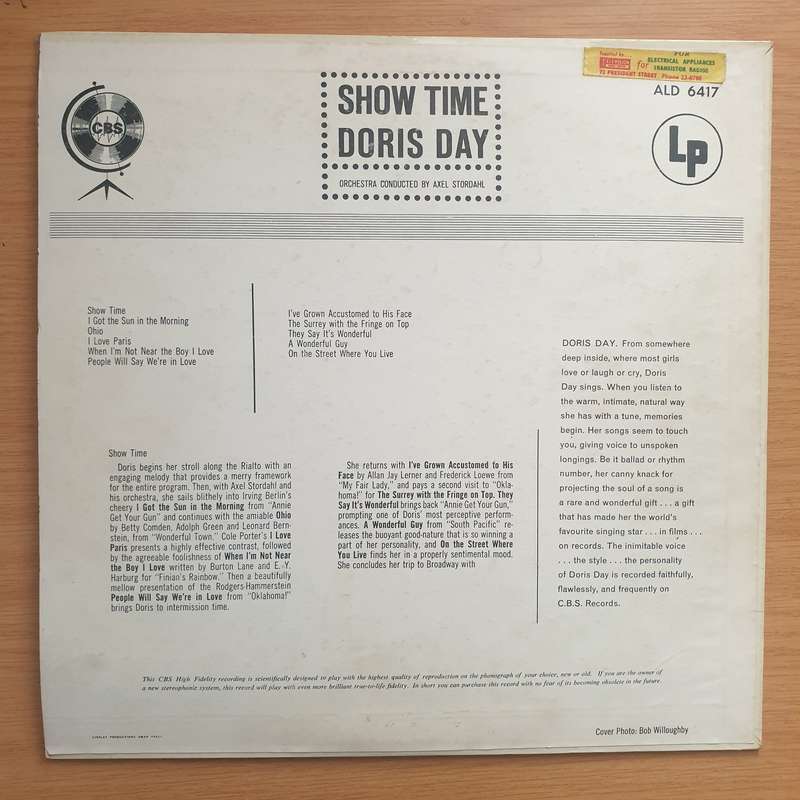 FOR
for ELECTRICAL APPLIANCES
TRANSISTOR RADIOS
72 PRESIDENT STREET Phone 22-0786
ALD 6417
CBS
SHOW TIME
DORIS DAY
ORCHESTRA CONDUCTED BY AXEL STORDAHL
LP
Show Time
I Got the Sun in the Morning
Ohio
I Love Paris
When I'm Not Near the Boy I Love
People Will Say We're in Love
I've Grown Accustomed to His Face
The Surrey with the Fringe on Top
They Say It's Wonderful
A Wonderful Guy
On the Street Where You Live
Show Time
Doris begins her stroll along the Rialto with an
engaging melody that provides a merry framework
for the entire program. Then, with Axel Stordahl and
his orchestra, she sails blithely into Irving Berlin's
cheery I Got the Sun in the Morning from "Annie
Get Your Gun" and continues with the amiable Ohio
by Betty Comden, Adolph Green and Leonard Bern-
stein, from "Wonderful Town." Cole Porter's I Love
Paris presents a highly effective contrast, followed
by the agreeable foolishness of When I'm Not Near
the Boy I Love written by Burton Lane and E. Y.
Harburg for "Finian's Rainbow." Then a beautifully
mellow presentation of the Rodgers-Hammerstein
People Will Say We're in Love from "Oklahoma!"
brings Doris to intermission time.
She returns with I've Grown Accustomed to His
Face by Allan Jay Lerner and Frederick Loewe from
"My Fair Lady," and pays a second visit to "Okla-
homa!" for The Surrey with the Fringe on Top. They
Say It's Wonderful brings back "Annie Get Your Gun,"
prompting one of Doris' most perceptive perform-
ances. A Wonderful Guy from "South Pacific" re-
leases the buoyant good-nature that is so winning a
part of her personality, and On the Street Where
You Live finds her in a properly sentimental mood.
She concludes her trip to Broadway with
DORIS DAY. From somewhere
deep inside, where most girls
love or laugh or cry, Doris
Day sings. When you listen to
the warm, intimate, natural way
she has with a tune, memories
begin. Her songs seem to touch
you, giving voice to unspoken
longings. Be it ballad or rhythm
number, her canny knack for
projecting the soul of a song is
a rare and wonderful gift . . . a gift
that has made her the world's
favourite singing star . . . in films . . .
on records. The inimitable voice
. . . the style . . . the personality
of Doris Day is recorded faithfully,
flawlessly, and frequently on
C.B.S. Records.
This CBS High Fidelity recording is scientifically designed to play with the highest quality of reproduction on the phonograph of your choice, new or old. If you are the owner of
a new stereophonic system, this record will play with even more brilliant true-to-life fidelity. In short you can purchase this record with no fear of its becoming obsolete in the future.
Cover Photo: Bob Willoughby